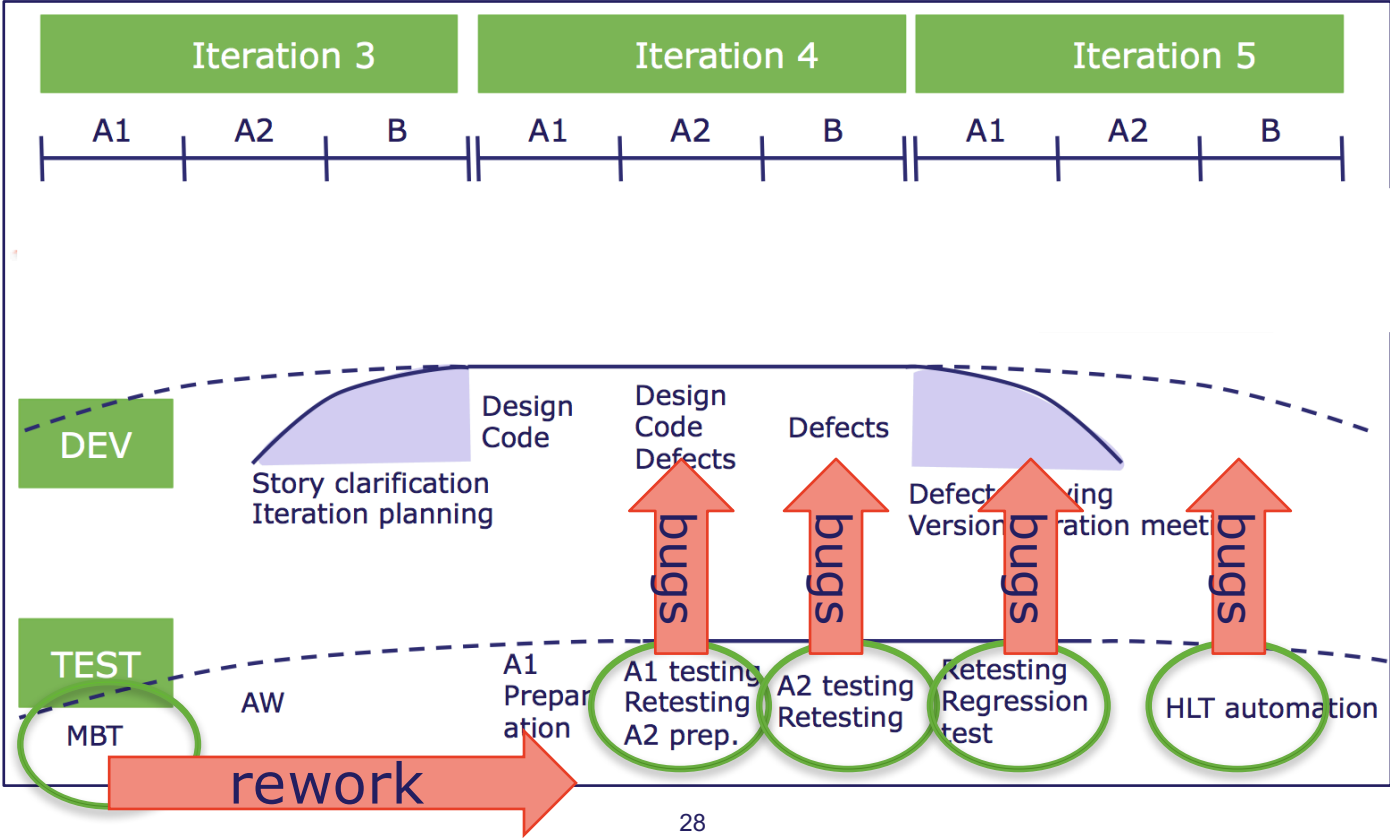 Iteration 3
Iteration 4
Iteration 5
A1
A2
B
A1
A2
B
A1
A2
B
DEV
Story clarification
Iteration planning
Design
Code
Design
Code
Defects
Defects
bugs
bugs
bugs
bugs
TEST
MBT
AW
A1
Prepar
ation
A1 testing
Retesting
A2 prep.
A2 testing
Retesting
Retesting
Regression
test
HLT automation
rework
28